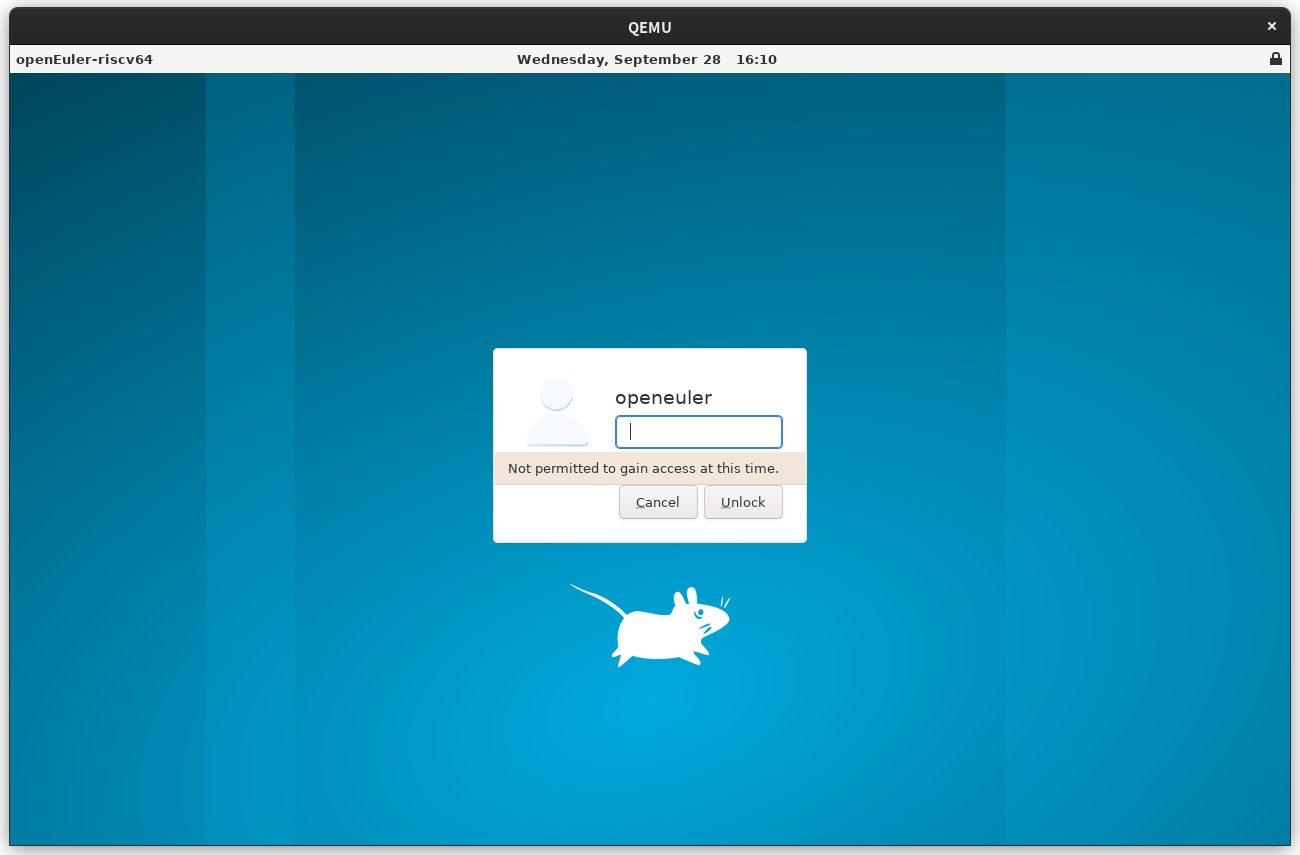 QEMU
openEuler-riscv64 Wednesday, September 28 16:10
openeuler
Not permitted to gain access at this time.
Cancel Unlock